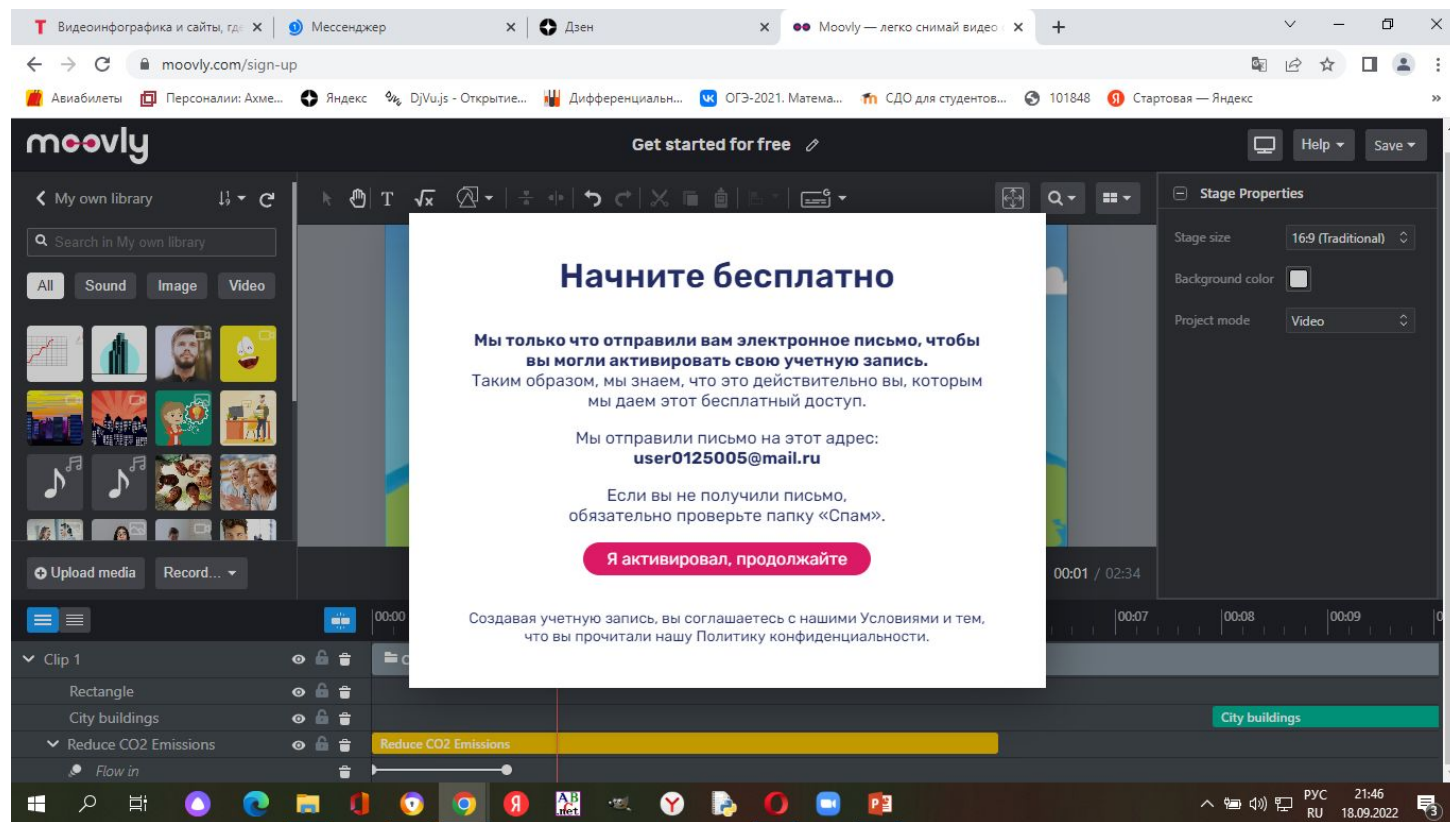 Видеоинфографика и сайты, где
Мессенджер
Дзен
Moovly — легко снимай видео
moovly.com/sign-up
Авиабилеты
Персоналии: Ахме...
Яндекс
DjVu.js - Открытие...
Дифференциальн...
ОГЭ-2021. Матема...
СДО для студентов...
101848
Стартовая — Яндекс
moovly
Get started for free
Help
Save
My own library
Search in My own library
All Sound Image Video
Upload media Record...
Stage Properties
Stage size 16:9 (Traditional)
Background color
Project mode Video
Начните бесплатно
Мы только что отправили вам электронное письмо, чтобы
вы могли активировать свою учетную запись.
Таким образом, мы знаем, что это действительно вы, которым
мы даем этот бесплатный доступ.
Мы отправили письмо на этот адрес:
user0125005@mail.ru
Если вы не получили письмо,
обязательно проверьте папку «Спам».
Я активировал, продолжайте
Создавая учетную запись, вы соглашаетесь с нашими Условиями и тем,
что вы прочитали нашу Политику конфиденциальности.
00:01 / 02:34
00:00 00:07 00:08 00:09
Clip 1
Rectangle
City buildings
City buildings
Reduce CO2 Emissions
Reduce CO2 Emissions
Flow in
РУС 21:46
RU 18.09.2022
3